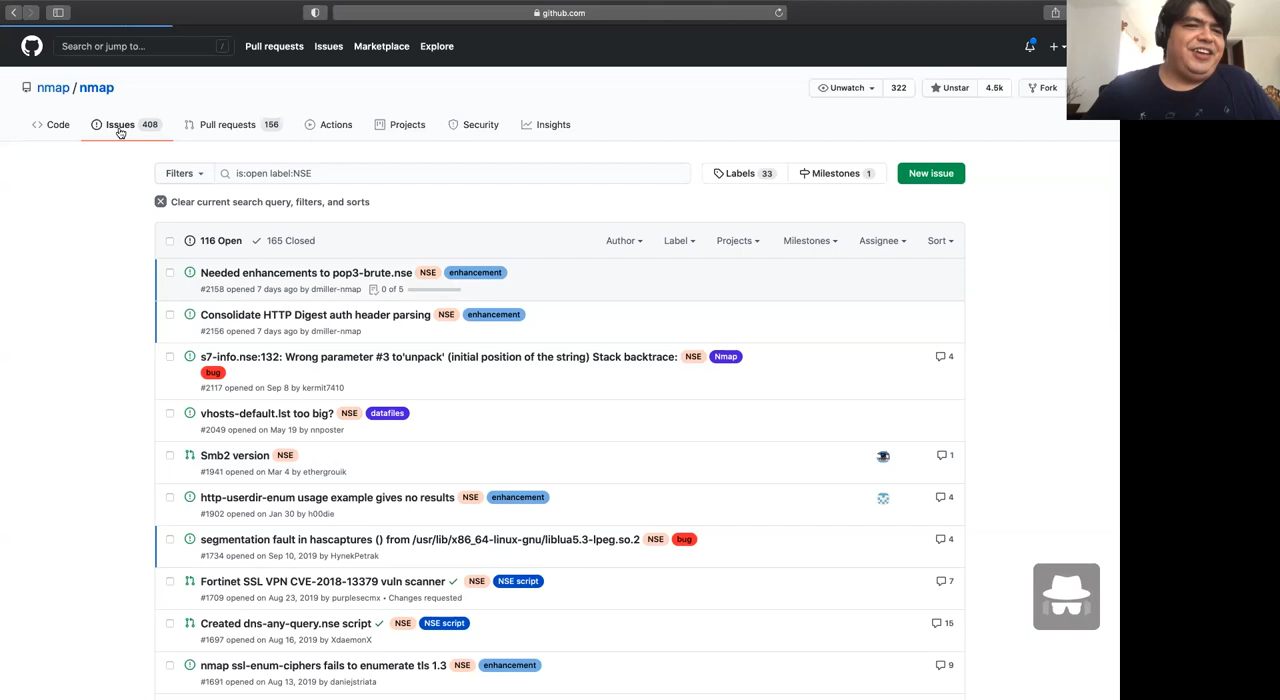 github.com
Search or jump to... /
Pull requests Issues Marketplace Explore
nmap / nmap
Unwatch 322 Unstar 4.5k Fork
Code Issues 408 Pull requests 156 Actions Projects Security Insights
Filters is:open label:NSE Labels 33 Milestones 1 New issue
Clear current search query, filters, and sorts
116 Open 165 Closed Author Label Projects Milestones Assignee Sort
Needed enhancements to pop3-brute.nse NSE enhancement
#2158 opened 7 days ago by dmiller-nmap 0 of 5
Consolidate HTTP Digest auth header parsing NSE enhancement
#2156 opened 7 days ago by dmiller-nmap
s7-info.nse:132: Wrong parameter #3 to'unpack' (initial position of the string) Stack backtrace: NSE Nmap 4
bug
#2117 opened on Sep 8 by kermit7410
vhosts-default.lst too big? NSE datafiles
#2049 opened on May 19 by nnposter
Smb2 version NSE 1
#1941 opened on Mar 4 by ethergrouik
http-userdir-enum usage example gives no results NSE enhancement 4
#1902 opened on Jan 30 by h00die
segmentation fault in hascaptures () from /usr/lib/x86_64-linux-gnu/liblua5.3-lpeg.so.2 NSE bug 4
#1734 opened on Sep 10, 2019 by HynekPetrak
Fortinet SSL VPN CVE-2018-13379 vuln scanner NSE NSE script 7
#1709 opened on Aug 23, 2019 by purplesecmx • Changes requested
Created dns-any-query.nse script NSE NSE script 15
#1697 opened on Aug 16, 2019 by XdaemonX
nmap ssl-enum-ciphers fails to enumerate tls 1.3 NSE enhancement 9
#1691 opened on Aug 13, 2019 by danielstriata